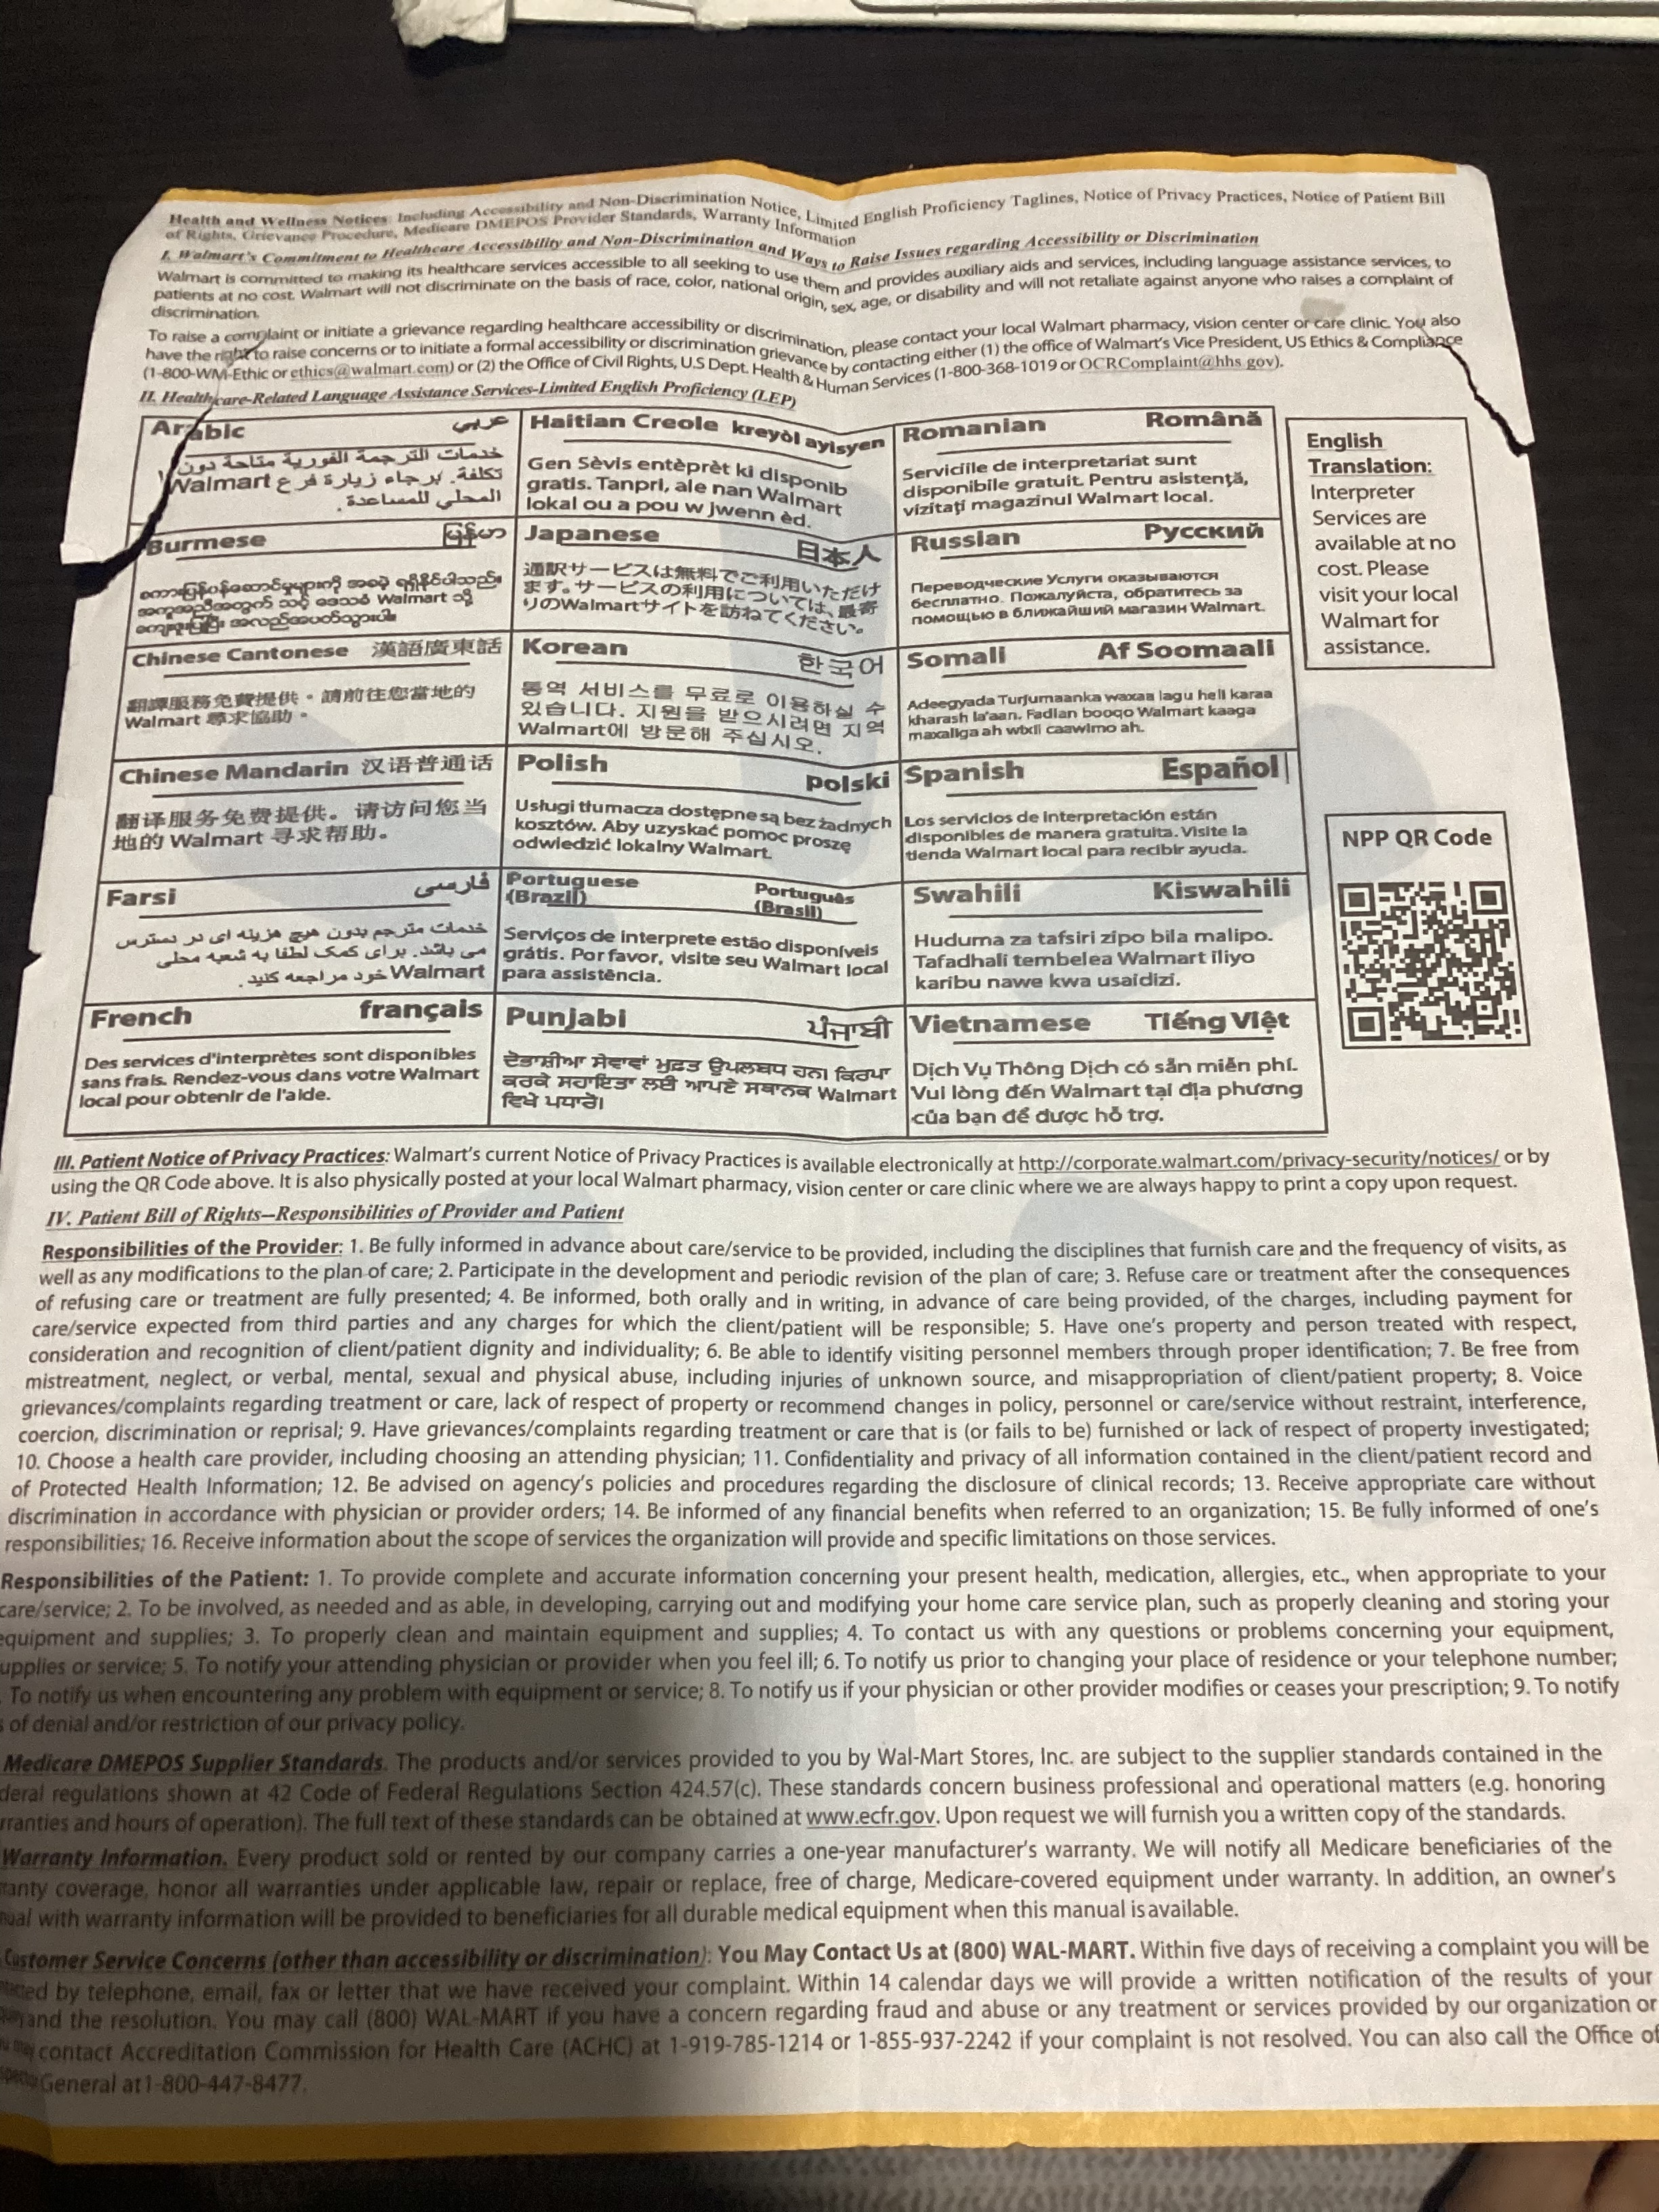 Health and Wellness Notices: Including Accessibility and Non-Discrimination Notice, Limited English Proficiency Taglines, Notice of Privacy Practices, Notice of Patient Bill
of Rights, Grievance Procedure, Medicare DMEPOS Provider Standards, Warranty Information
I. Walmart's Commitment to Healthcare Accessibility and Non-Discrimination and Ways to Raise Issues regarding Accessibility or Discrimination
Walmart is committed to making its healthcare services accessible to all seeking to use them and provides auxiliary aids and services, including language assistance services, to
patients at no cost. Walmart will not discriminate on the basis of race, color, national origin, sex, age, or disability and will not retaliate against anyone who raises a complaint of
discrimination.
To raise a complaint or initiate a grievance regarding healthcare accessibility or discrimination, please contact your local Walmart pharmacy, vision center or care clinic. You also
have the right to raise concerns or to initiate a formal accessibility or discrimination grievance by contacting either (1) the office of Walmart's Vice President, US Ethics & Compliance
(1-800-WM-Ethic or ethics@walmart.com) or (2) the Office of Civil Rights, U.S Dept. Health & Human Services (1-800-368-1019 or OCRComplaint@hhs gov).
II. Healthcare-Related Language Assistance Services-Limited English Proficiency (LEP)
Arabic عربي
خدمات الترجمة الفورية متاحة دون
تكلفة. برجاء زيارة فرع Walmart
المحلي للمساعدة.
Haitian Creole kreyòl ayisyen
Gen Sèvis entèprèt ki disponib
gratis. Tanpri, ale nan Walmart
lokal ou a pou w jwenn èd.
Romanian Română
Serviciile de interpretariat sunt
disponibile gratuit. Pentru asistență,
vizitați magazinul Walmart local.
English
Translation:
Interpreter
Services are
available at no
cost. Please
visit your local
Walmart for
assistance.
Burmese မြန်မာ
စကားပြန်ဝန်ဆောင်မှုများကို အခမဲ့ ရရှိနိုင်ပါသည်။
အကူအညီအတွက် သင့် ဒေသခံ Walmart သို့
ကျေးဇူးပြုပြီး အလည်အပတ်သွားပါ။
Japanese 日本人
通訳サービスは無料でご利用いただけ
ます。サービスの利用については、最寄
りのWalmartサイトを訪ねてください。
Russian Русский
Переводческие Услуги оказываются
бесплатно. Пожалуйста, обратитесь за
помощью в ближайший магазин Walmart.
Chinese Cantonese 漢語廣東話
翻譯服務免費提供。請前往您當地的
Walmart 尋求協助。
Korean 한국어
통역 서비스를 무료로 이용하실 수
있습니다. 지원을 받으시려면 지역
Walmart에 방문해 주십시오.
Somali Af Soomaali
Adeegyada Turjumaanka waxaa lagu heli karaa
kharash la'aan. Fadlan booqo Walmart kaaga
maxaliga ah wixii caawimo ah.
Chinese Mandarin 汉语普通话
翻译服务免费提供。请访问您当
地的 Walmart 寻求帮助。
Polish polski
Usługi tłumacza dostępne są bez żadnych
kosztów. Aby uzyskać pomoc proszę
odwiedzić lokalny Walmart.
Spanish Español
Los servicios de interpretación están
disponibles de manera gratuita. Visite la
tienda Walmart local para recibir ayuda.
NPP QR Code
Farsi فارسی
خدمات مترجم بدون هیچ هزینه ای در دسترس
می باشد. برای کمک لطفا به شعبه محلی
Walmart خود مراجعه کنید.
Portuguese
(Brazil)
Português
(Brasil)
Serviços de interprete estão disponíveis
grátis. Por favor, visite seu Walmart local
para assistência.
Swahili Kiswahili
Huduma za tafsiri zipo bila malipo.
Tafadhali tembelea Walmart iliyo
karibu nawe kwa usaidizi.
French français
Des services d'interprètes sont disponibles
sans frais. Rendez-vous dans votre Walmart
local pour obtenir de l'aide.
Punjabi ਪੰਜਾਬੀ
ਦੋਭਾਸ਼ੀਆ ਸੇਵਾਵਾਂ ਮੁਫ਼ਤ ਉਪਲਬਧ ਹਨ। ਕਿਰਪਾ
ਕਰਕੇ ਸਹਾਇਤਾ ਲਈ ਆਪਣੇ ਸਥਾਨਕ Walmart
ਵਿਖੇ ਪਧਾਰੋ।
Vietnamese Tiếng Việt
Dịch Vụ Thông Dịch có sẵn miễn phí.
Vui lòng đến Walmart tại địa phương
của bạn để được hỗ trợ.
III. Patient Notice of Privacy Practices: Walmart's current Notice of Privacy Practices is available electronically at http://corporate.walmart.com/privacy-security/notices/ or by
using the QR Code above. It is also physically posted at your local Walmart pharmacy, vision center or care clinic where we are always happy to print a copy upon request.
IV. Patient Bill of Rights—Responsibilities of Provider and Patient
Responsibilities of the Provider: 1. Be fully informed in advance about care/service to be provided, including the disciplines that furnish care and the frequency of visits, as
well as any modifications to the plan of care; 2. Participate in the development and periodic revision of the plan of care; 3. Refuse care or treatment after the consequences
of refusing care or treatment are fully presented; 4. Be informed, both orally and in writing, in advance of care being provided, of the charges, including payment for
care/service expected from third parties and any charges for which the client/patient will be responsible; 5. Have one's property and person treated with respect,
consideration and recognition of client/patient dignity and individuality; 6. Be able to identify visiting personnel members through proper identification; 7. Be free from
mistreatment, neglect, or verbal, mental, sexual and physical abuse, including injuries of unknown source, and misappropriation of client/patient property; 8. Voice
grievances/complaints regarding treatment or care, lack of respect of property or recommend changes in policy, personnel or care/service without restraint, interference,
coercion, discrimination or reprisal; 9. Have grievances/complaints regarding treatment or care that is (or fails to be) furnished or lack of respect of property investigated;
10. Choose a health care provider, including choosing an attending physician; 11. Confidentiality and privacy of all information contained in the client/patient record and
of Protected Health Information; 12. Be advised on agency's policies and procedures regarding the disclosure of clinical records; 13. Receive appropriate care without
discrimination in accordance with physician or provider orders; 14. Be informed of any financial benefits when referred to an organization; 15. Be fully informed of one's
responsibilities; 16. Receive information about the scope of services the organization will provide and specific limitations on those services.
Responsibilities of the Patient: 1. To provide complete and accurate information concerning your present health, medication, allergies, etc., when appropriate to your
care/service; 2. To be involved, as needed and as able, in developing, carrying out and modifying your home care service plan, such as properly cleaning and storing your
equipment and supplies; 3. To properly clean and maintain equipment and supplies; 4. To contact us with any questions or problems concerning your equipment,
upplies or service; 5. To notify your attending physician or provider when you feel ill; 6. To notify us prior to changing your place of residence or your telephone number;
To notify us when encountering any problem with equipment or service; 8. To notify us if your physician or other provider modifies or ceases your prescription; 9. To notify
s of denial and/or restriction of our privacy policy.
Medicare DMEPOS Supplier Standards. The products and/or services provided to you by Wal-Mart Stores, Inc. are subject to the supplier standards contained in the
deral regulations shown at 42 Code of Federal Regulations Section 424.57(c). These standards concern business professional and operational matters (e.g. honoring
rranties and hours of operation). The full text of these standards can be obtained at www.ecfr.gov. Upon request we will furnish you a written copy of the standards.
Warranty Information. Every product sold or rented by our company carries a one-year manufacturer's warranty. We will notify all Medicare beneficiaries of the
ranty coverage, honor all warranties under applicable law, repair or replace, free of charge, Medicare-covered equipment under warranty. In addition, an owner's
nual with warranty information will be provided to beneficiaries for all durable medical equipment when this manual is available.
Customer Service Concerns (other than accessibility or discrimination): You May Contact Us at (800) WAL-MART. Within five days of receiving a complaint you will be
by telephone, email, fax or letter that we have received your complaint. Within 14 calendar days we will provide a written notification of the results of your
and the resolution. You may call (800) WAL-MART if you have a concern regarding fraud and abuse or any treatment or services provided by our organization or
contact Accreditation Commission for Health Care (ACHC) at 1-919-785-1214 or 1-855-937-2242 if your complaint is not resolved. You can also call the Office of
General at 1-800-447-8477.